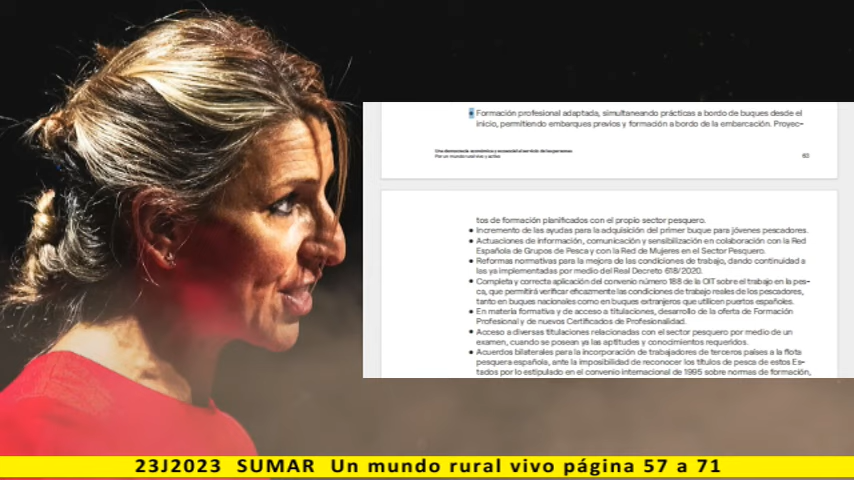 Formación profesional adaptada, simultaneando prácticas a bordo de buques desde el
inicio, permitiendo embarques previos y formación a bordo de la embarcación. Proyec-
Una democracia económica y ecosocial al servicio de las personas
Por un mundo rural vivo y activo
63
tos de formación planificados con el propio sector pesquero.
● Incremento de las ayudas para la adquisición del primer buque para jóvenes pescadores.
● Actuaciones de información, comunicación y sensibilización en colaboración con la Red
Española de Grupos de Pesca y con la Red de Mujeres en el Sector Pesquero.
● Reformas normativas para la mejora de las condiciones de trabajo, dando continuidad a
las ya implementadas por medio del Real Decreto 618/2020.
● Completa y correcta aplicación del convenio número 188 de la OIT sobre el trabajo en la pes-
ca, que permitirá verificar eficazmente las condiciones de trabajo reales de los pescadores,
tanto en buques nacionales como en buques extranjeros que utilicen puertos españoles.
● En materia formativa y de acceso a titulaciones, desarrollo de la oferta de Formación
Profesional y de nuevos Certificados de Profesionalidad.
● Acceso a diversas titulaciones relacionadas con el sector pesquero por medio de un
examen, cuando se posean ya las aptitudes y conocimientos requeridos.
● Acuerdos bilaterales para la incorporación de trabajadores de terceros países a la flota
pesquera española, ante la imposibilidad de reconocer los títulos de pesca de estos Es-
tados por lo estipulado en el convenio internacional de 1995 sobre normas de formación,
23J2023 SUMAR Un mundo rural vivo página 57 a 71